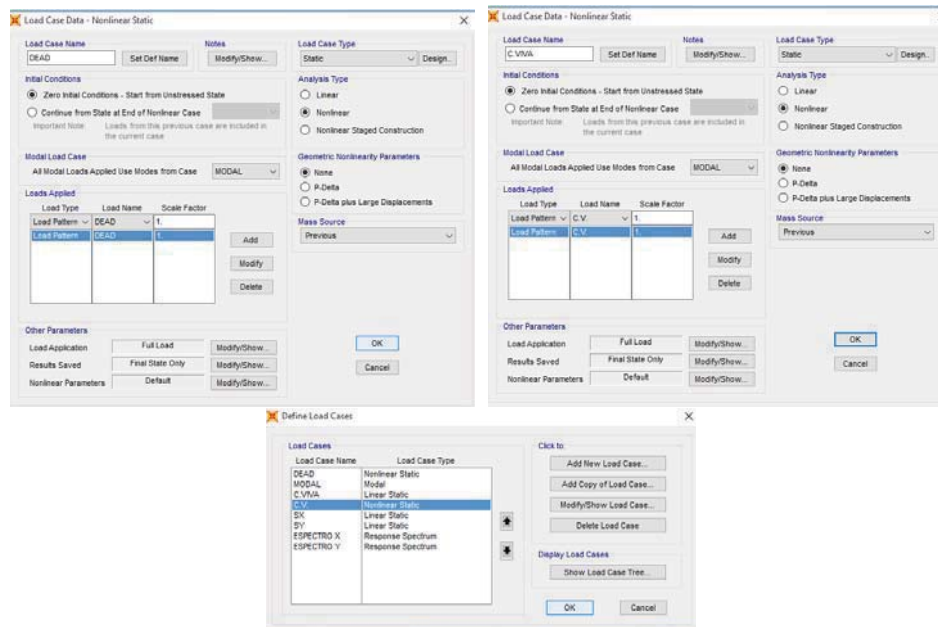 Load Case Data - Nonlinear Static
Load Case Name
DEAD
Set Def Name
Notes
Modify/Show...
Load Case Type
Static
Design...
Initial Conditions
Zero Initial Conditions - Start from Unstressed State
Continue from State at End of Nonlinear Case
Important Note: Loads from this previous case are included in
the current case
Analysis Type
Linear
Nonlinear
Nonlinear Staged Construction
Modal Load Case
All Modal Loads Applied Use Modes from Case MODAL
Geometric Nonlinearity Parameters
None
P-Delta
P-Delta plus Large Displacements
Loads Applied
Load Type Load Name Scale Factor
Load Pattern DEAD 1.
Load Pattern DEAD 1.
Add
Modify
Delete
Mass Source
Previous
Other Parameters
Load Application Full Load Modify/Show...
Results Saved Final State Only Modify/Show...
Nonlinear Parameters Default Modify/Show...
OK
Cancel
Load Case Data - Nonlinear Static
Load Case Name
C.VIVA
Set Def Name
Notes
Modify/Show...
Load Case Type
Static
Design...
Initial Conditions
Zero Initial Conditions - Start from Unstressed State
Continue from State at End of Nonlinear Case
Important Note: Loads from this previous case are included in
the current case
Analysis Type
Linear
Nonlinear
Nonlinear Staged Construction
Modal Load Case
All Modal Loads Applied Use Modes from Case MODAL
Geometric Nonlinearity Parameters
None
P-Delta
P-Delta plus Large Displacements
Loads Applied
Load Type Load Name Scale Factor
Load Pattern C.V. 1.
Load Pattern C.V. 1.
Add
Modify
Delete
Mass Source
Previous
Other Parameters
Load Application Full Load Modify/Show...
Results Saved Final State Only Modify/Show...
Nonlinear Parameters Default Modify/Show...
OK
Cancel
Define Load Cases
Load Cases
Load Case Name Load Case Type
DEAD Nonlinear Static
MODAL Modal
C.VIVA Linear Static
C.V. Nonlinear Static
SX Linear Static
SY Linear Static
ESPECTRO X Response Spectrum
ESPECTRO Y Response Spectrum
Click to:
Add New Load Case...
Add Copy of Load Case...
Modify/Show Load Case...
Delete Load Case
Display Load Cases
Show Load Case Tree...
OK
Cancel